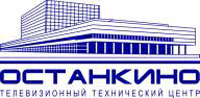 ОСТАНКИНО
ТЕЛЕВИЗИОННЫЙ ТЕХНИЧЕСКИЙ ЦЕНТР